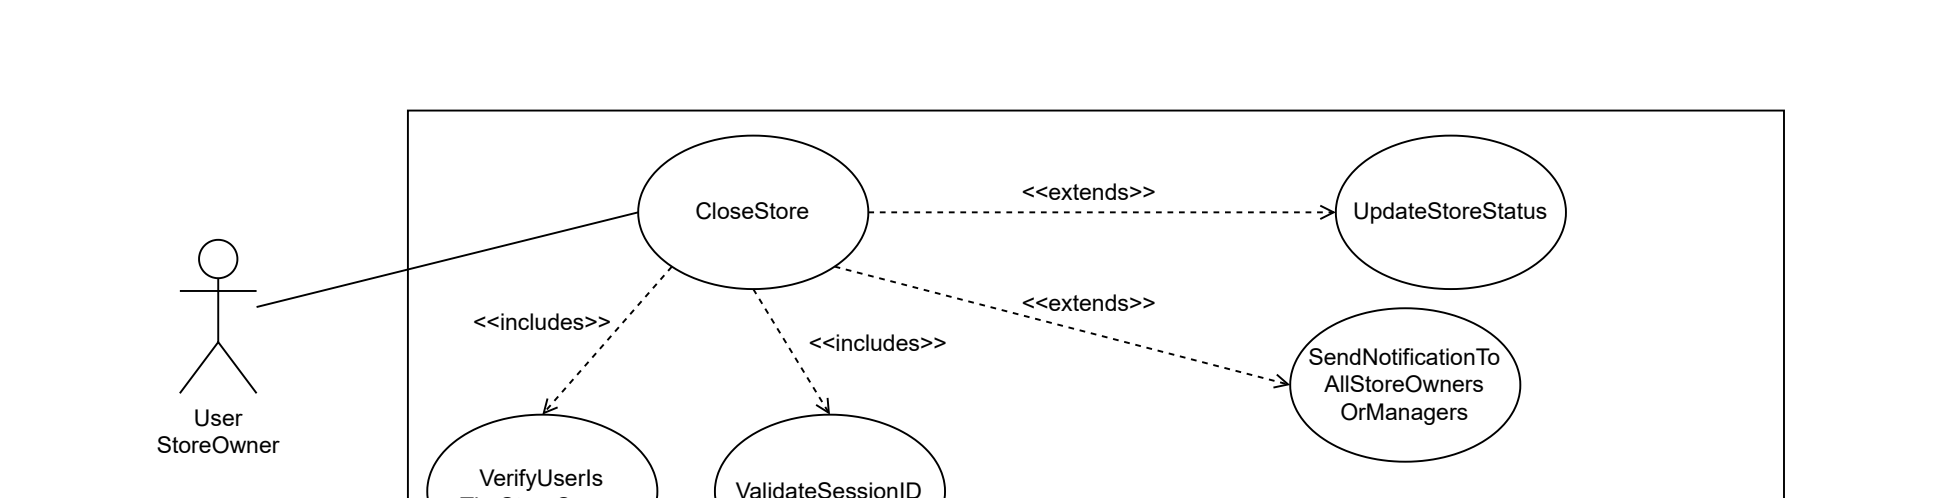 <<extends>>
CloseStore
UpdateStoreStatus
<<extends>>
<<includes>>
<<includes>>
SendNotificationTo
AllStoreOwners
OrManagers
User
StoreOwner
VerifyUserIs
ValidateSessionID